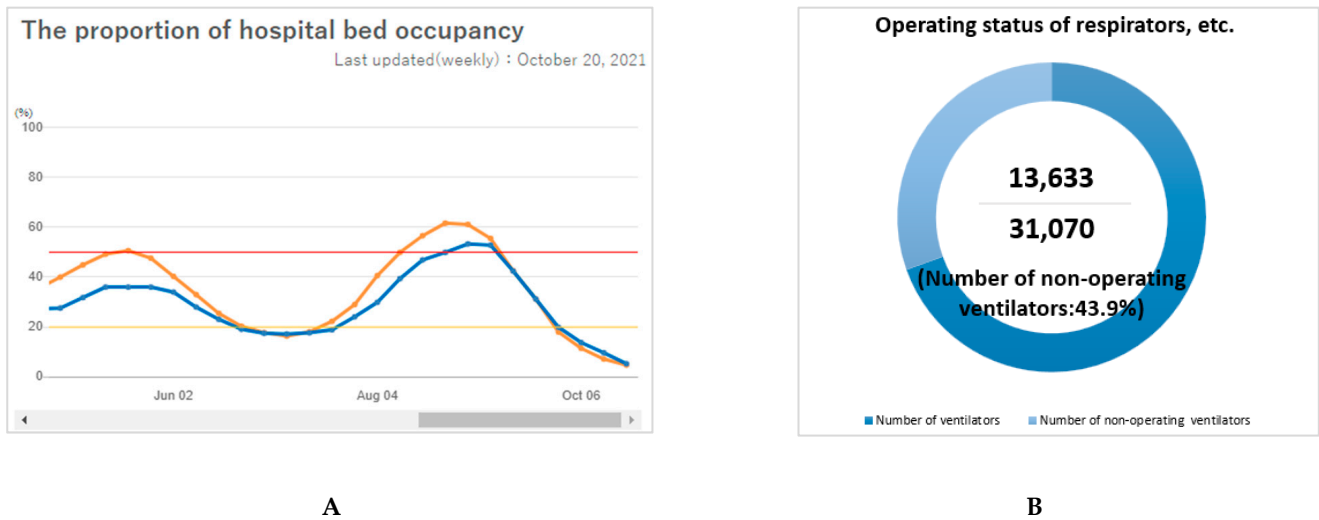 The proportion of hospital bed occupancy
Last updated(weekly)：October 20, 2021
(%)
100
80
60
40
20
0
Jun 02
Aug 04
Oct 06
A
Operating status of respirators, etc.
13,633
31,070
(Number of non-operating
ventilators:43.9%)
Number of ventilators
Number of non-operating ventilators
B